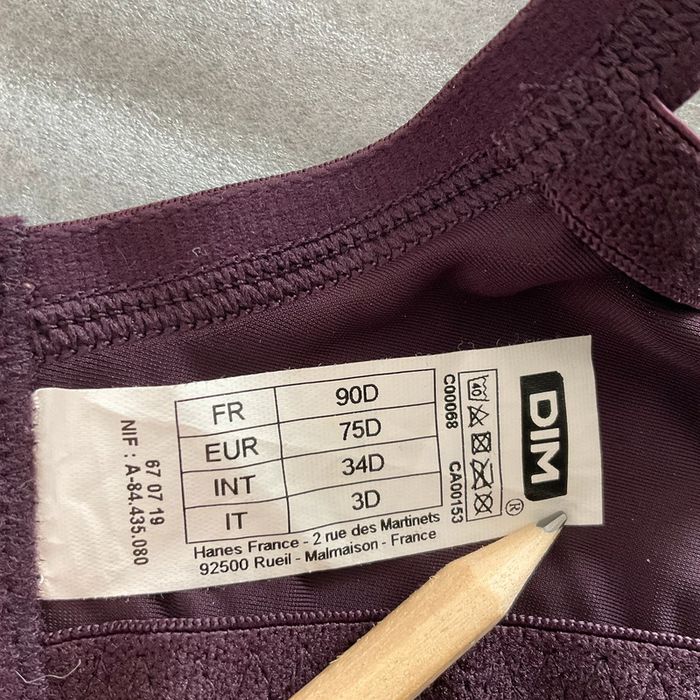 67 07 19
NIF : A-84.435.080
FR 90D
EUR 75D
INT 34D
IT 3D
Hanes France - 2 rue des Martinets
92500 Rueil - Malmaison - France
C00068 CA00153
40
DIM
®